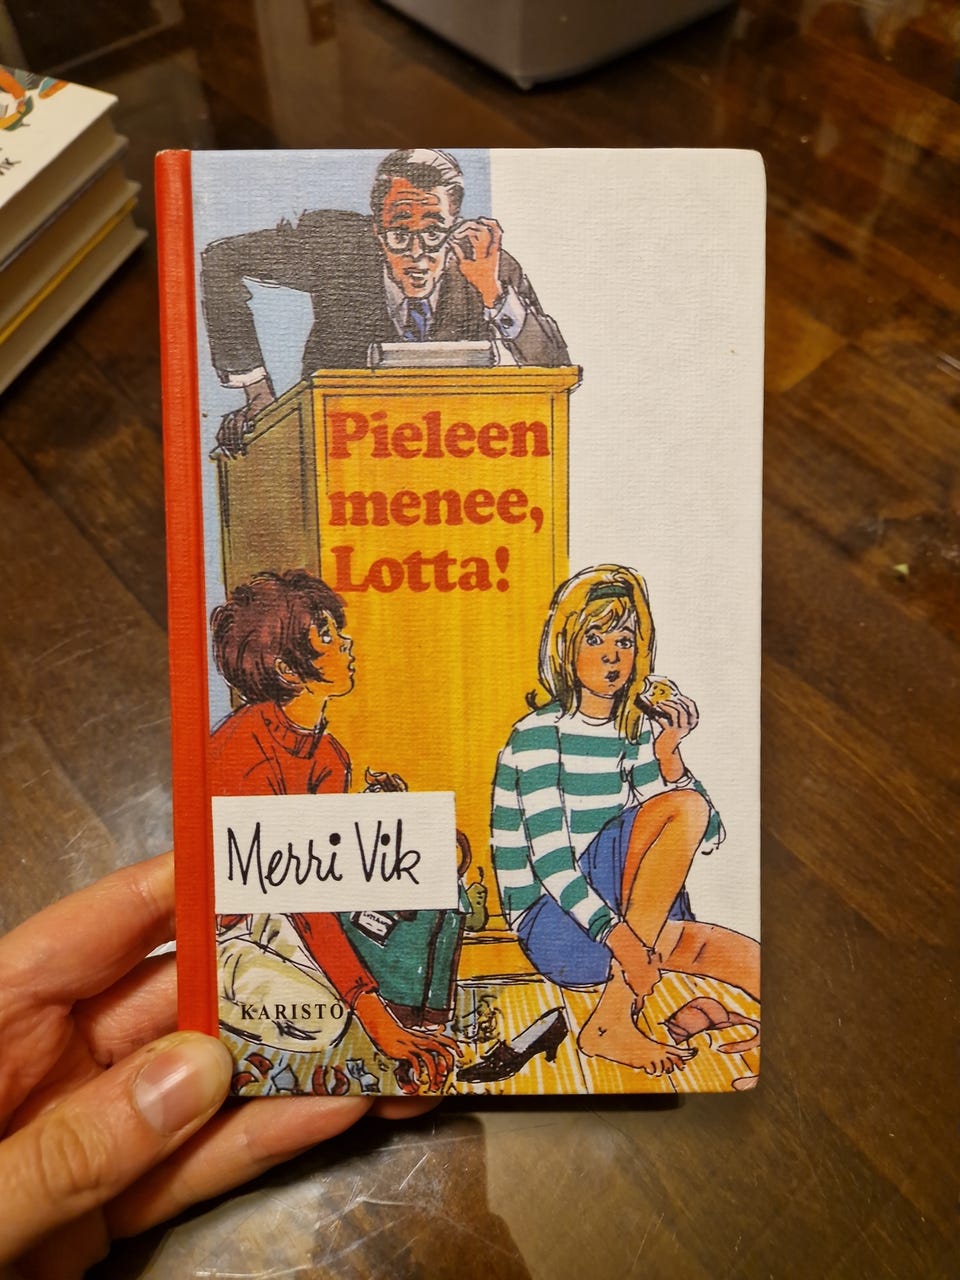 Pieleen
menee,
Lotta!
Merri Vik
KARISTO